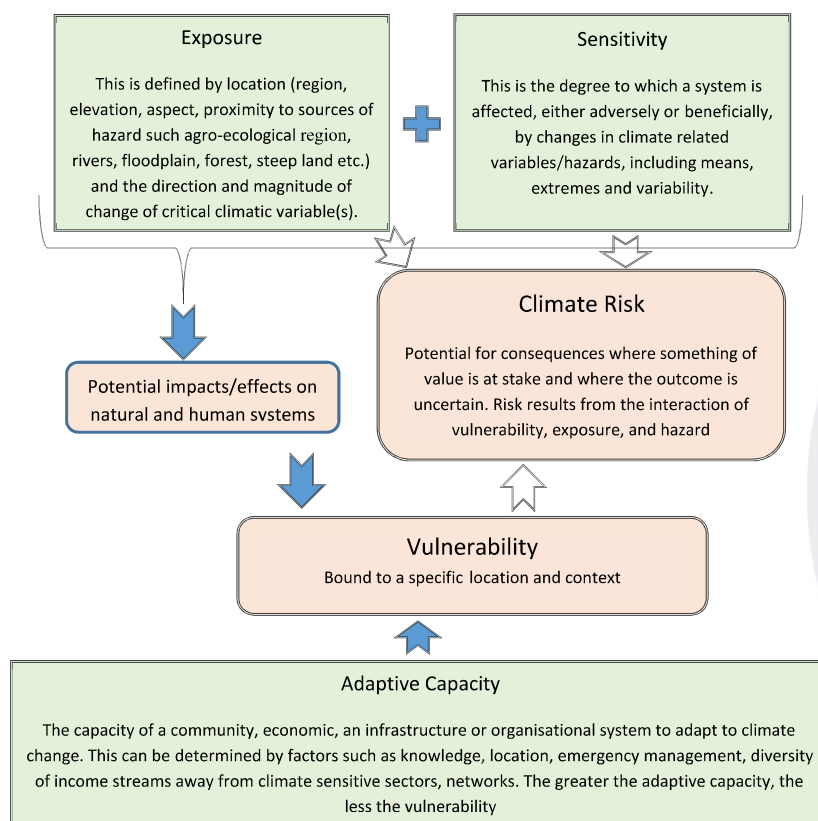 Exposure
This is defined by location (region,
elevation, aspect, proximity to sources of
hazard such agro-ecological region,
rivers, floodplain, forest, steep land etc.)
and the direction and magnitude of
change of critical climatic variable(s).
Sensitivity
This is the degree to which a system is
affected, either adversely or beneficially,
by changes in climate related
variables/hazards, including means,
extremes and variability.
Climate Risk
Potential for consequences where something of
value is at stake and where the outcome is
uncertain. Risk results from the interaction of
vulnerability, exposure, and hazard
Potential impacts/effects on
natural and human systems
Vulnerability
Bound to a specific location and context
Adaptive Capacity
The capacity of a community, economic, an infrastructure or organisational system to adapt to climate
change. This can be determined by factors such as knowledge, location, emergency management, diversity
of income streams away from climate sensitive sectors, networks. The greater the adaptive capacity, the
less the vulnerability